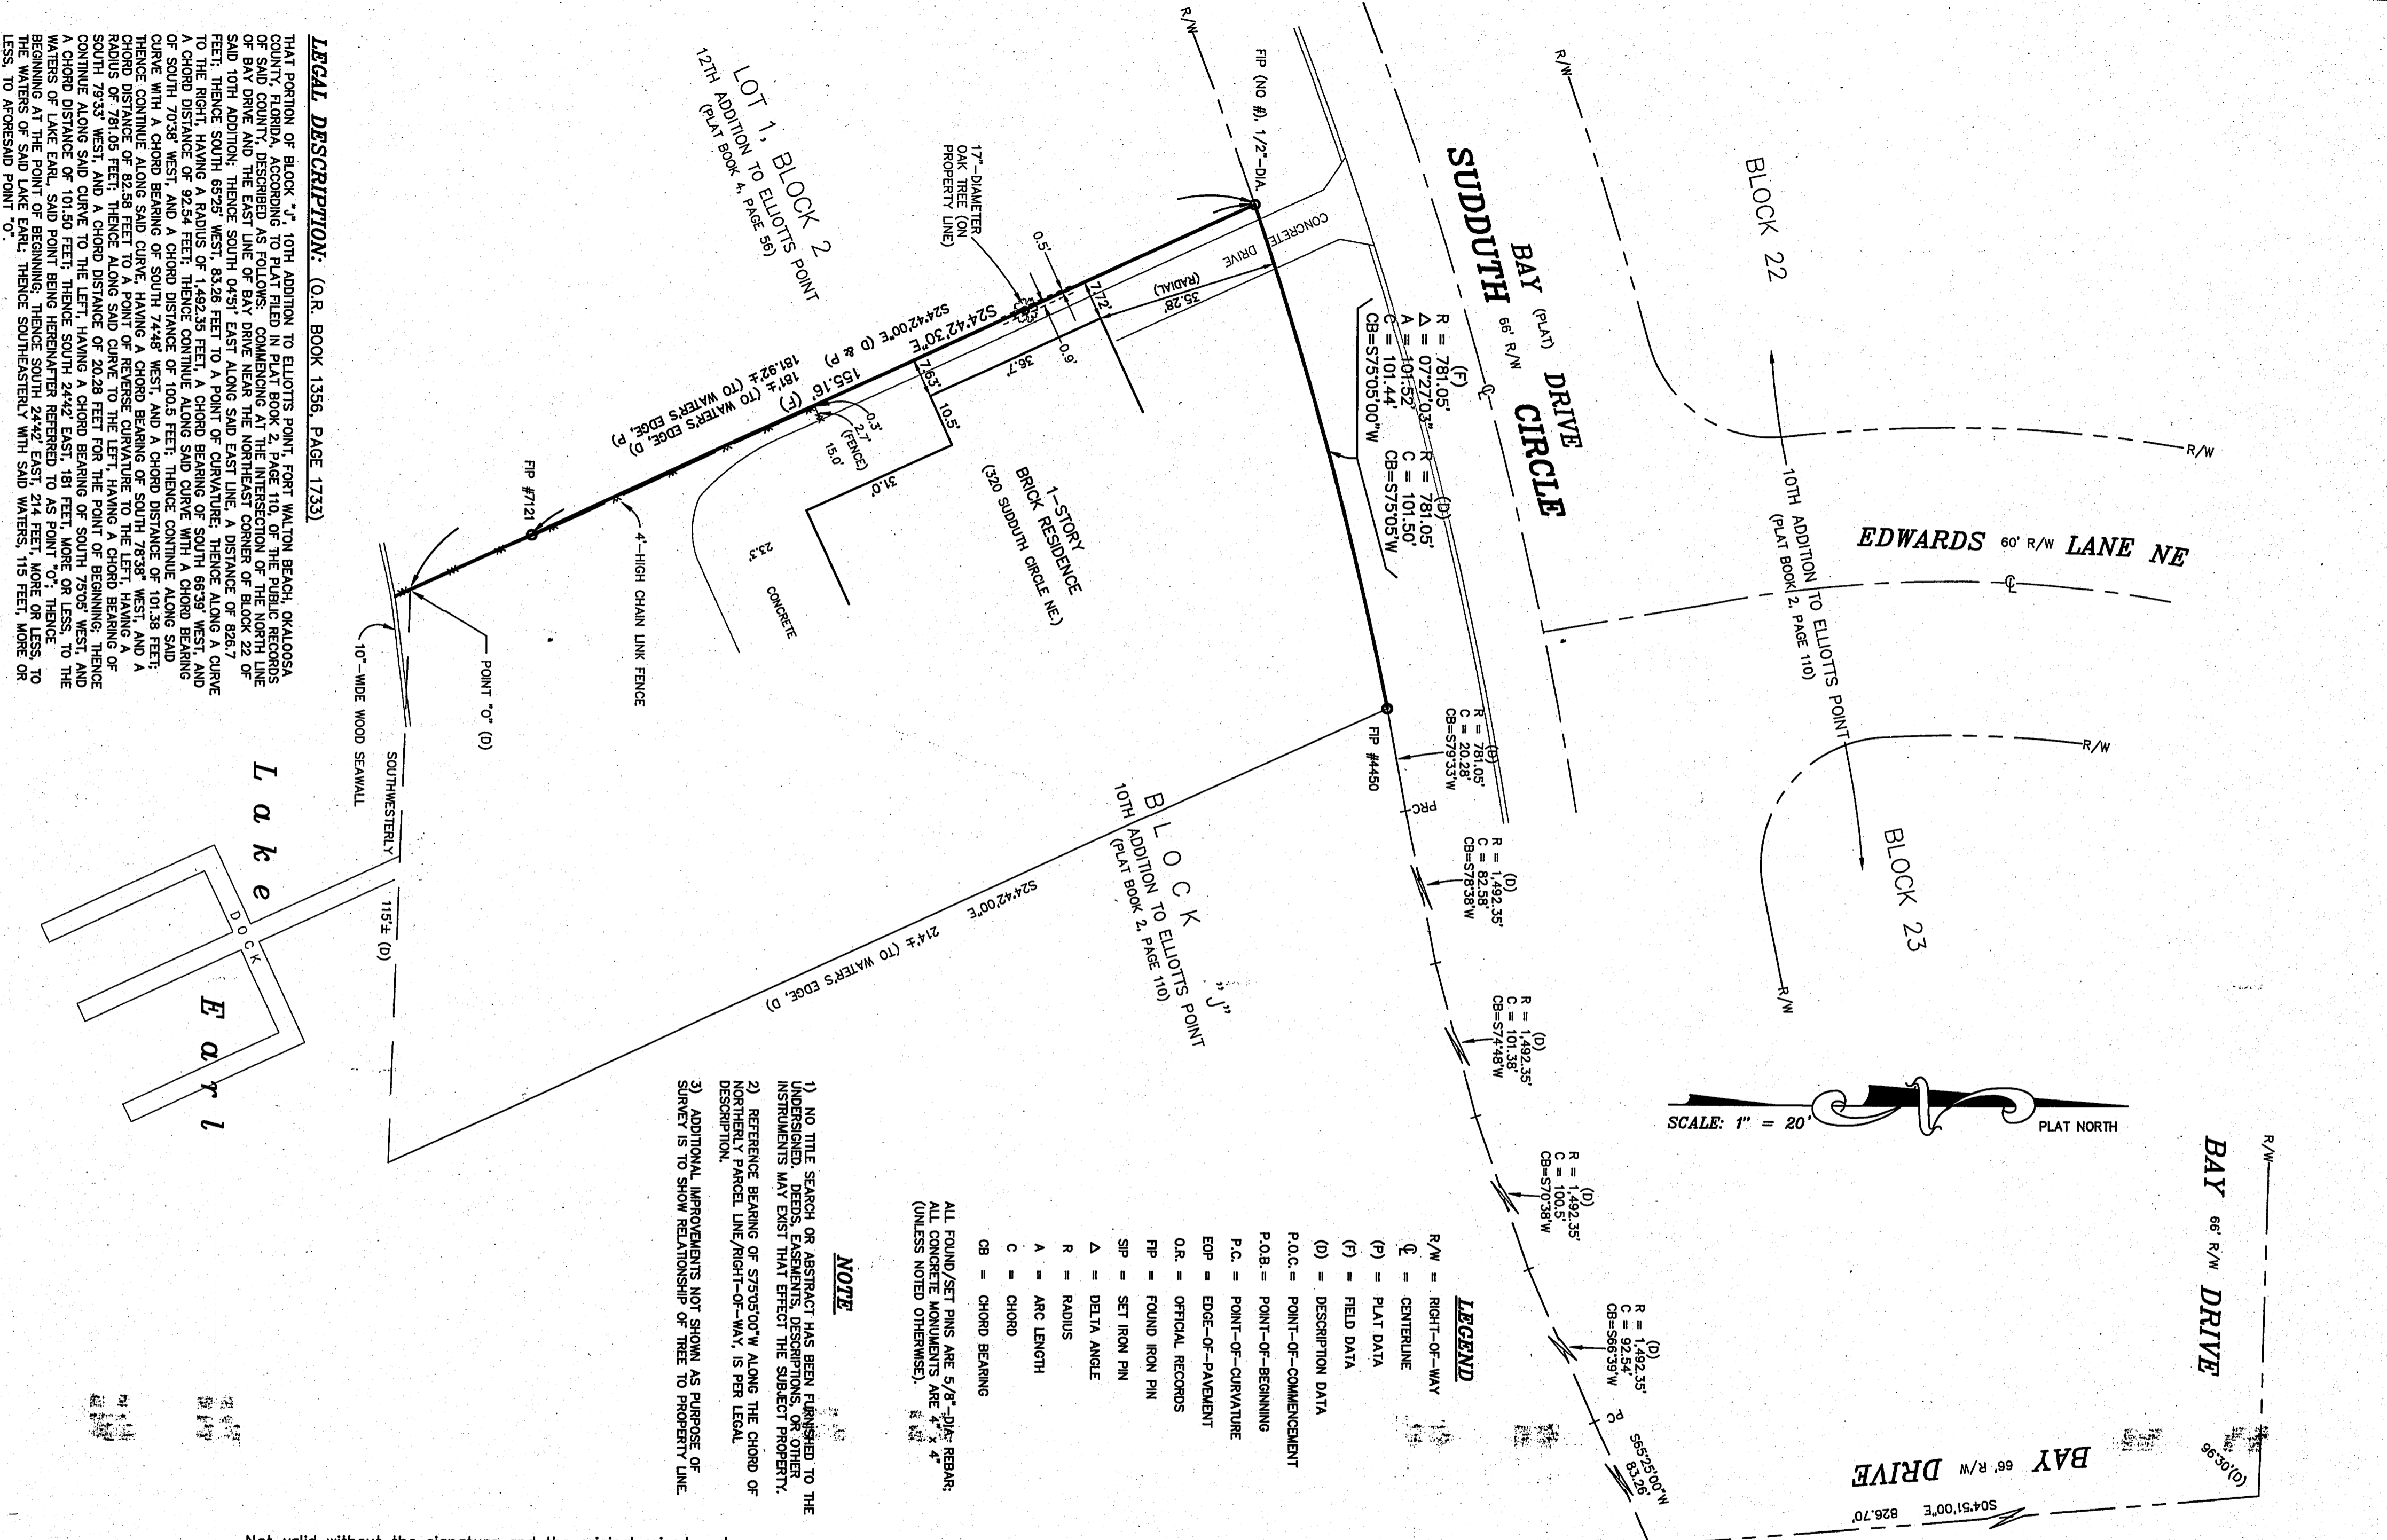 BLOCK 22
R/W
R/W
10TH ADDITION TO ELLIOTTS POINT
(PLAT BOOK 2, PAGE 110)
EDWARDS 60' R/W LANE NE
R/W
R/W
BLOCK 23
SCALE: 1" = 20'
PLAT NORTH
R/W
BAY 66' R/W DRIVE
96°30'(D)
BAY 66' R/W DRIVE
S04°51'00"E 826.70'
BAY (PLAT) DRIVE
SUDDUTH 66' R/W CIRCLE
R/W
FIP (NO #), 1/2"-DIA.
CONCRETE DRIVE
(F)
R = 781.05'
Δ = 07°27'03"
A = 101.52'
C = 101.44'
CB=S75°05'00"W
(D)
R = 781.05'
C = 101.50'
CB=S75°05'W
FIP #4450
(D)
R = 781.05'
C = 20.28'
CB=S79°33'W
PRC
(D)
R = 1,492.35'
C = 82.58'
CB=S78°38'W
(D)
R = 1,492.35'
C = 101.38'
CB=S74°48'W
(D)
R = 1,492.35'
C = 100.5'
CB=S70°38'W
(D)
R = 1,492.35'
C = 92.54'
CB=S66°39'W
PC
S65°25'00"W
83.26'
35.28'
(RADIAL)
7.72'
0.5'
0.9'
17"-DIAMETER
OAK TREE (ON
PROPERTY LINE)
LOT 1, BLOCK 2
12TH ADDITION TO ELLIOTTS POINT
(PLAT BOOK 4, PAGE 56)
36.7'
7.63'
10.5'
31.0'
1-STORY
BRICK RESIDENCE
(320 SUDDUTH CIRCLE NE.)
S24°42'30"E 155.16' (F)
S24°42'00"E (D & P) 181'± (TO WATER'S EDGE, D)
181.92'± (TO WATER'S EDGE, P)
0.3'
2.7'
(FENCE)
15.0'
23.3'
CONCRETE
4'-HIGH CHAIN LINK FENCE
FIP #7121
POINT "O" (D)
10"-WIDE WOOD SEAWALL
SOUTHWESTERLY 115'± (D)
DOCK
Lake Earl
BLOCK "J"
10TH ADDITION TO ELLIOTTS POINT
(PLAT BOOK 2, PAGE 110)
S24°42'00"E 214'± (TO WATER'S EDGE, D)
LEGEND
R/W = RIGHT-OF-WAY
℄ = CENTERLINE
(P) = PLAT DATA
(F) = FIELD DATA
(D) = DESCRIPTION DATA
P.O.C. = POINT-OF-COMMENCEMENT
P.O.B. = POINT-OF-BEGINNING
P.C. = POINT-OF-CURVATURE
EOP = EDGE-OF-PAVEMENT
O.R. = OFFICIAL RECORDS
FIP = FOUND IRON PIN
SIP = SET IRON PIN
Δ = DELTA ANGLE
R = RADIUS
A = ARC LENGTH
C = CHORD
CB = CHORD BEARING
ALL FOUND/SET PINS ARE 5/8"-DIA. REBAR;
ALL CONCRETE MONUMENTS ARE 4" x 4"
(UNLESS NOTED OTHERWISE).
NOTE
1) NO TITLE SEARCH OR ABSTRACT HAS BEEN FURNISHED TO THE
UNDERSIGNED. DEEDS, EASEMENTS, DESCRIPTIONS, OR OTHER
INSTRUMENTS MAY EXIST THAT EFFECT THE SUBJECT PROPERTY.
2) REFERENCE BEARING OF S75°05'00"W ALONG THE CHORD OF
NORTHERLY PARCEL LINE/RIGHT-OF-WAY, IS PER LEGAL
DESCRIPTION.
3) ADDITIONAL IMPROVEMENTS NOT SHOWN AS PURPOSE OF
SURVEY IS TO SHOW RELATIONSHIP OF TREE TO PROPERTY LINE.
LEGAL DESCRIPTION: (O.R. BOOK 1356, PAGE 1733)
THAT PORTION OF BLOCK "J", 10TH ADDITION TO ELLIOTTS POINT, FORT WALTON BEACH, OKALOOSA
COUNTY, FLORIDA, ACCORDING TO PLAT FILED IN PLAT BOOK 2, PAGE 110, OF THE PUBLIC RECORDS
OF SAID COUNTY, DESCRIBED AS FOLLOWS: COMMENCING AT THE INTERSECTION OF THE NORTH LINE
OF BAY DRIVE AND THE EAST LINE OF BAY DRIVE NEAR THE NORTHEAST CORNER OF BLOCK 22 OF
SAID 10TH ADDITION; THENCE SOUTH 04°51' EAST ALONG SAID EAST LINE, A DISTANCE OF 826.7
FEET; THENCE SOUTH 65°25' WEST, 83.26 FEET TO A POINT OF CURVATURE; THENCE ALONG A CURVE
TO THE RIGHT, HAVING A RADIUS OF 1,492.35 FEET, A CHORD BEARING OF SOUTH 66°39' WEST, AND
A CHORD DISTANCE OF 92.54 FEET; THENCE CONTINUE ALONG SAID CURVE WITH A CHORD BEARING
OF SOUTH 70°38' WEST, AND A CHORD DISTANCE OF 100.5 FEET; THENCE CONTINUE ALONG SAID
CURVE WITH A CHORD BEARING OF SOUTH 74°48' WEST, AND A CHORD DISTANCE OF 101.38 FEET;
THENCE CONTINUE ALONG SAID CURVE, HAVING A CHORD BEARING OF SOUTH 78°38' WEST, AND A
CHORD DISTANCE OF 82.58 FEET TO A POINT OF REVERSE CURVATURE TO THE LEFT, HAVING A
RADIUS OF 781.05 FEET; THENCE ALONG SAID CURVE TO THE LEFT, HAVING A CHORD BEARING OF
SOUTH 79°33' WEST, AND A CHORD DISTANCE OF 20.28 FEET FOR THE POINT OF BEGINNING; THENCE
CONTINUE ALONG SAID CURVE TO THE LEFT, HAVING A CHORD BEARING OF SOUTH 75°05' WEST, AND
A CHORD DISTANCE OF 101.50 FEET; THENCE SOUTH 24°42' EAST, 181 FEET, MORE OR LESS, TO THE
WATERS OF LAKE EARL, SAID POINT BEING HEREINAFTER REFERRED TO AS POINT "O"; THENCE
BEGINNING AT THE POINT OF BEGINNING; THENCE SOUTH 24°42' EAST, 214 FEET, MORE OR LESS, TO
THE WATERS OF SAID LAKE EARL; THENCE SOUTHEASTERLY WITH SAID WATERS, 115 FEET, MORE OR
LESS, TO AFORESAID POINT "O".